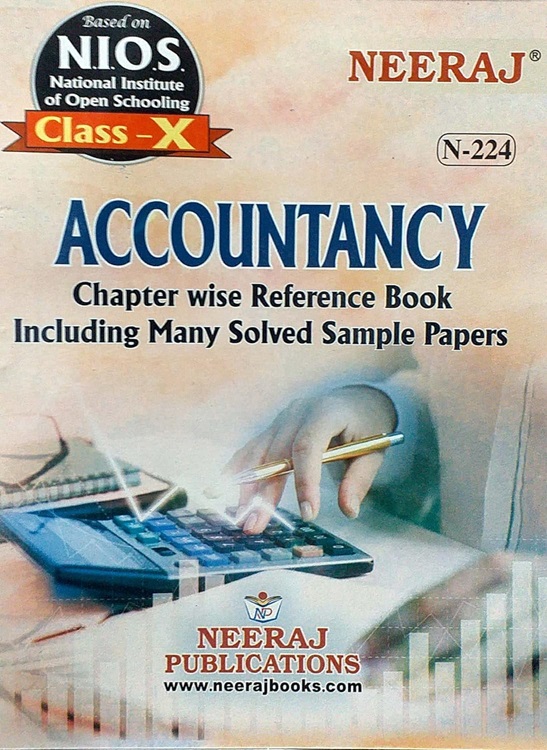 Based on
N.I.O.S.
National Institute
of Open Schooling
Class - X
NEERAJ®
N-224
ACCOUNTANCY
Chapter wise Reference Book
Including Many Solved Sample Papers
NP
NEERAJ
PUBLICATIONS
www.neerajbooks.com